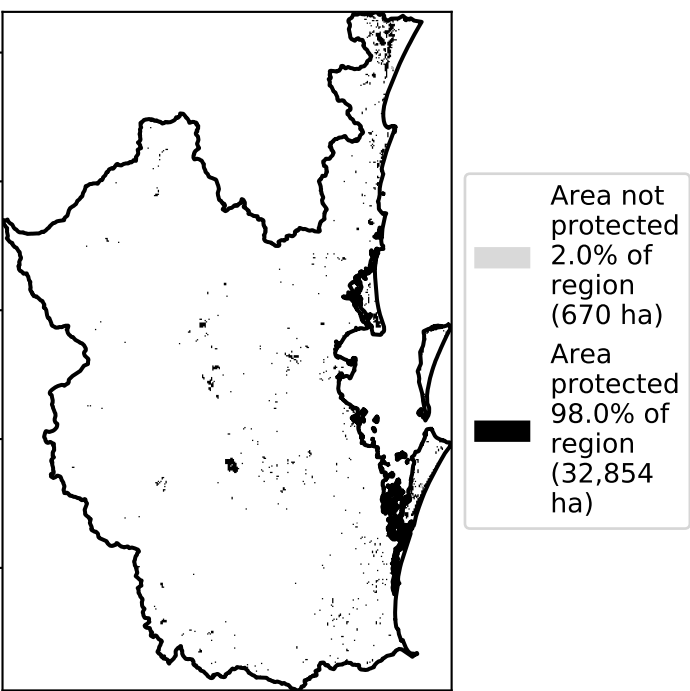 Area not
protected
2.0% of
region
(670 ha)
Area
protected
98.0% of
region
(32,854
ha)